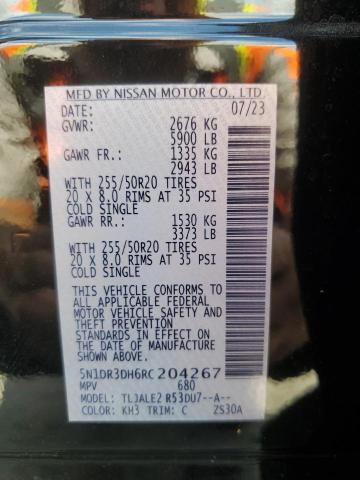 MFD BY NISSAN MOTOR CO., LTD
DATE: 07/23
GVWR: 2676 KG
5900 LB
GAWR FR.: 1335 KG
2943 LB
WITH 255/50R20 TIRES
20 X 8.0 RIMS AT 35 PSI
COLD SINGLE
GAWR RR.: 1530 KG
3373 LB
WITH 255/50R20 TIRES
20 X 8.0 RIMS AT 35 PSI
COLD SINGLE
THIS VEHICLE CONFORMS TO
ALL APPLICABLE FEDERAL
MOTOR VEHICLE SAFETY AND
THEFT PREVENTION
STANDARDS IN EFFECT ON
THE DATE OF MANUFACTURE
SHOWN ABOVE.
5N1DR3DH6RC204267
MPV 680
MODEL: TLJALE2 R53DU7--A--
COLOR: KH3 TRIM: C ZS30A